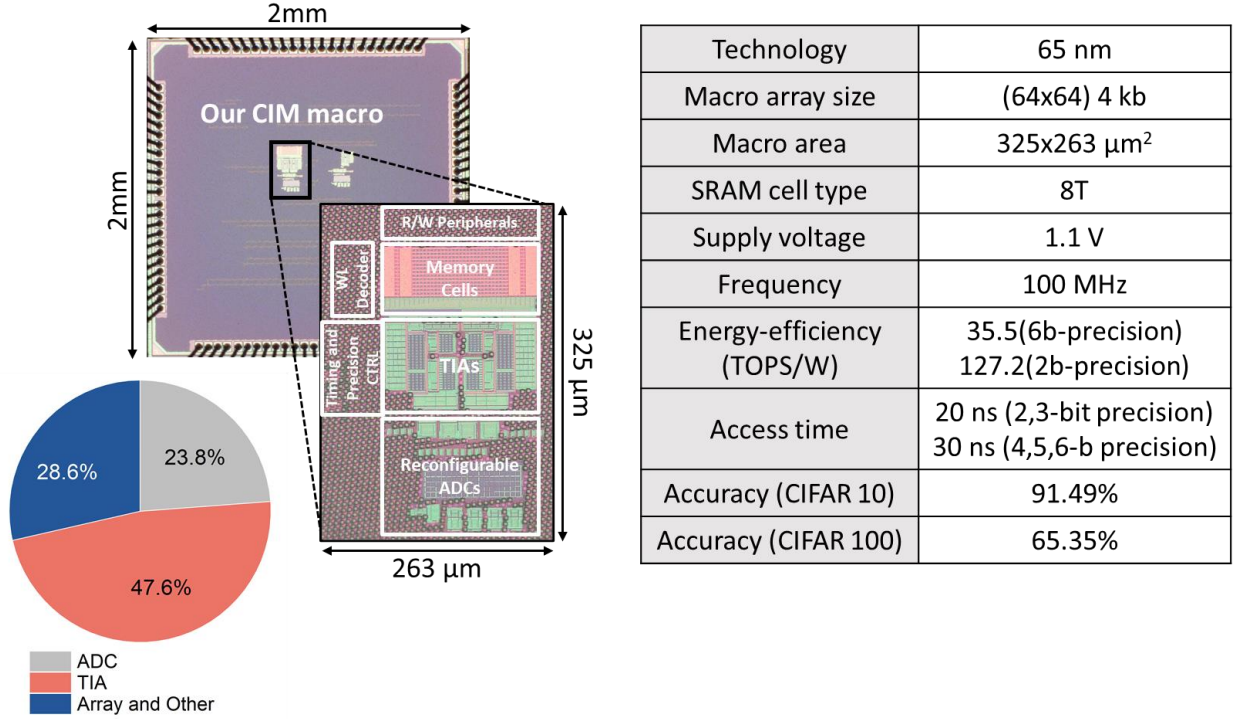 2mm
2mm
Our CIM macro
R/W Peripherals
WL
Decoder
Memory
Cells
Timing and
Precision
CTRL
TIAs
Reconfigurable
ADCs
325 μm
263 μm
28.6%
23.8%
47.6%
ADC
TIA
Array and Other
Technology 65 nm
Macro array size (64x64) 4 kb
Macro area 325x263 μm²
SRAM cell type 8T
Supply voltage 1.1 V
Frequency 100 MHz
Energy-efficiency
(TOPS/W)
35.5(6b-precision)
127.2(2b-precision)
Access time
20 ns (2,3-bit precision)
30 ns (4,5,6-b precision)
Accuracy (CIFAR 10) 91.49%
Accuracy (CIFAR 100) 65.35%